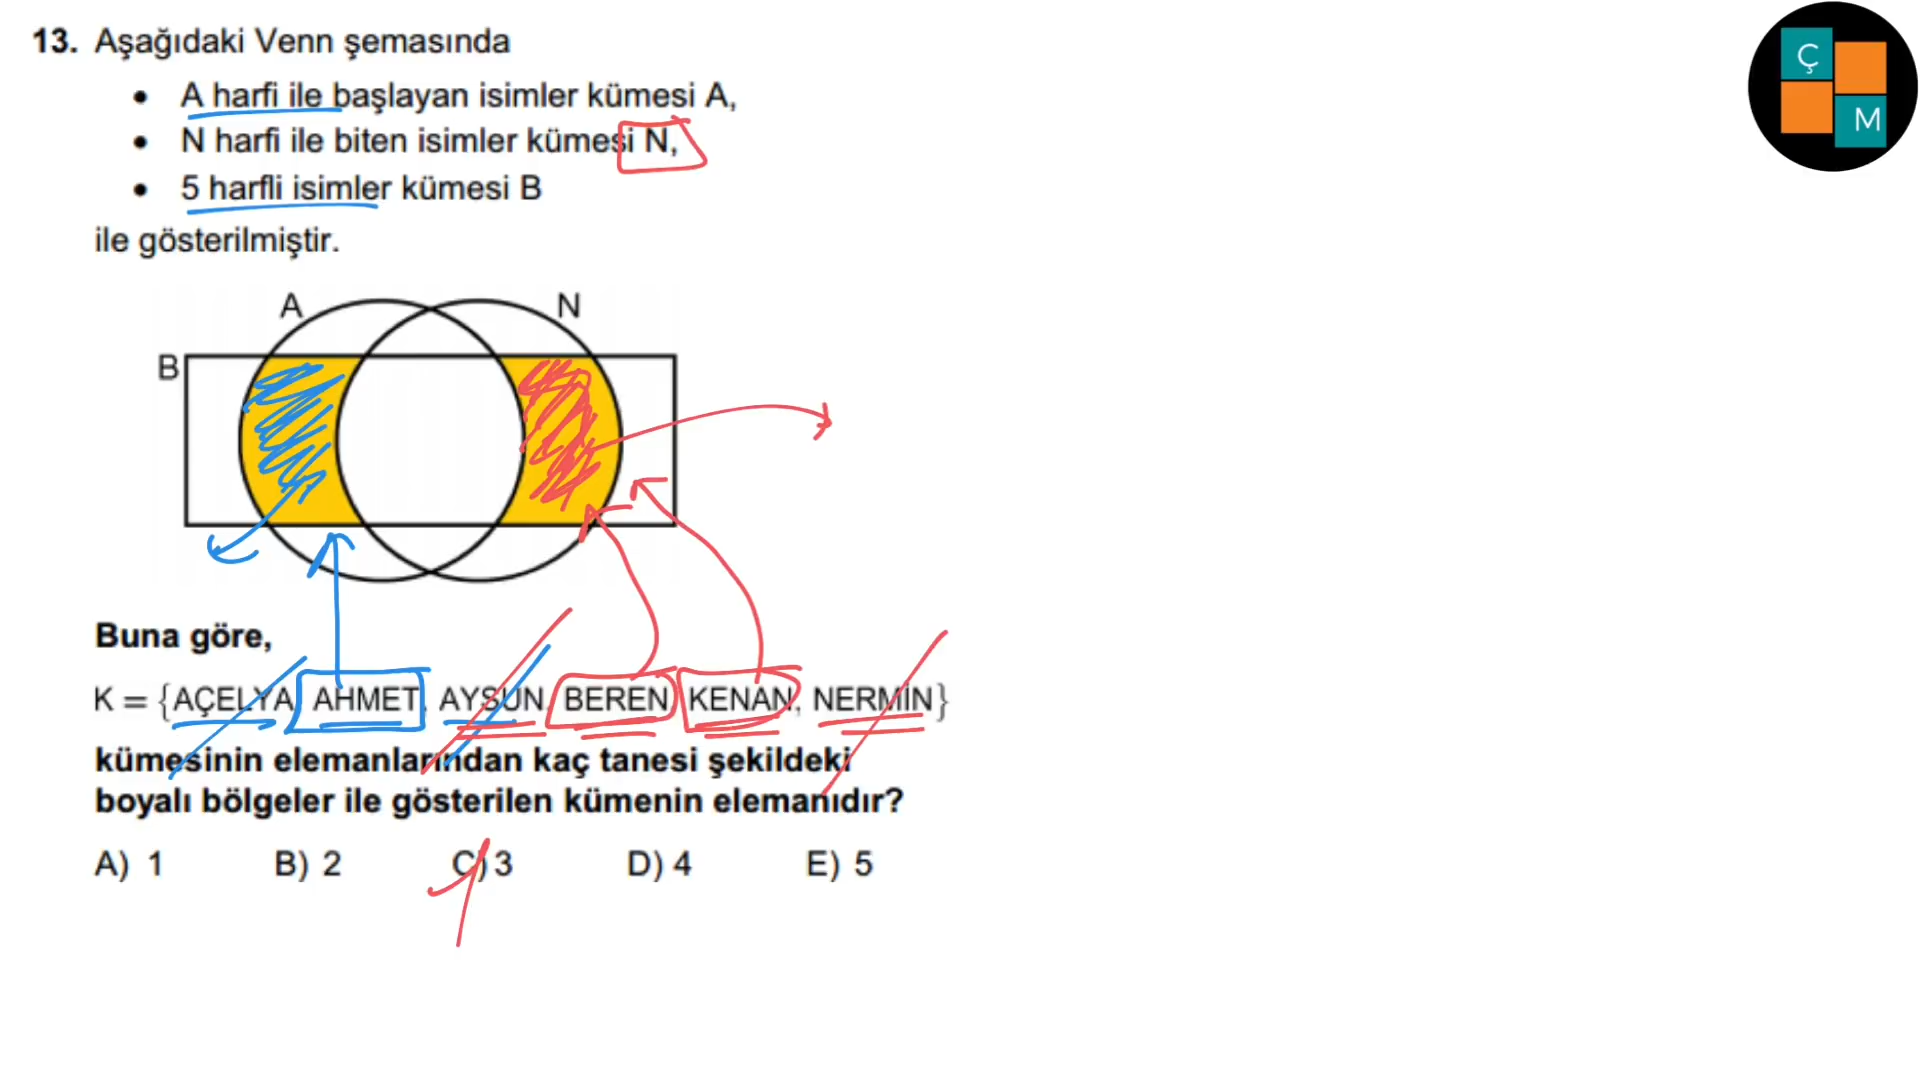 13. Aşağıdaki Venn şemasında
• A harfi ile başlayan isimler kümesi A,
• N harfi ile biten isimler kümesi N,
• 5 harfli isimler kümesi B
ile gösterilmiştir.
A N
B
Buna göre,
K = {AÇELYA, AHMET, AYSUN, BEREN, KENAN, NERMİN}
kümesinin elemanlarından kaç tanesi şekildeki
boyalı bölgeler ile gösterilen kümenin elemanıdır?
A) 1 B) 2 C) 3 D) 4 E) 5
Ç
M